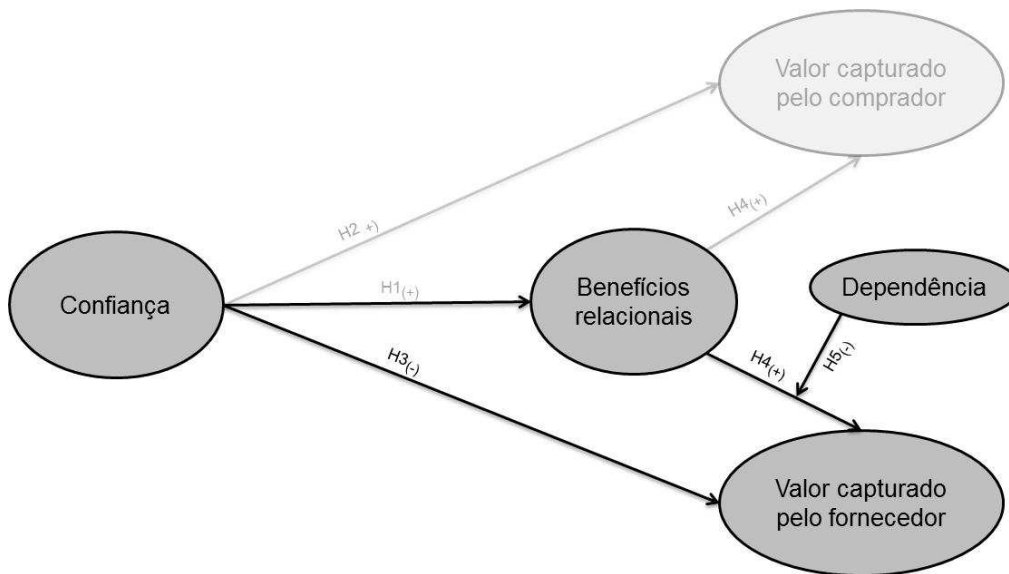 Valor capturado
pelo comprador
H2 +)
H4(+)
Confiança
H1(+)
Benefícios
relacionais
Dependência
H3(-)
H4(+)
H5(-)
Valor capturado
pelo fornecedor